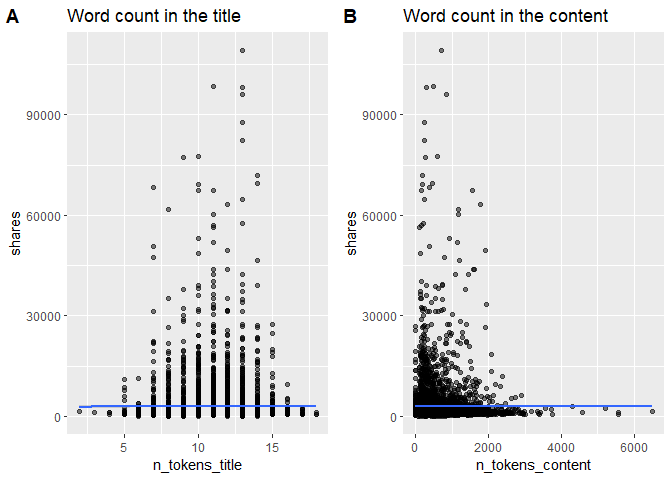 A
Word count in the title
shares
90000
60000
30000
0
5
10
15
n_tokens_title
B
Word count in the content
shares
90000
60000
30000
0
0
2000
4000
6000
n_tokens_content